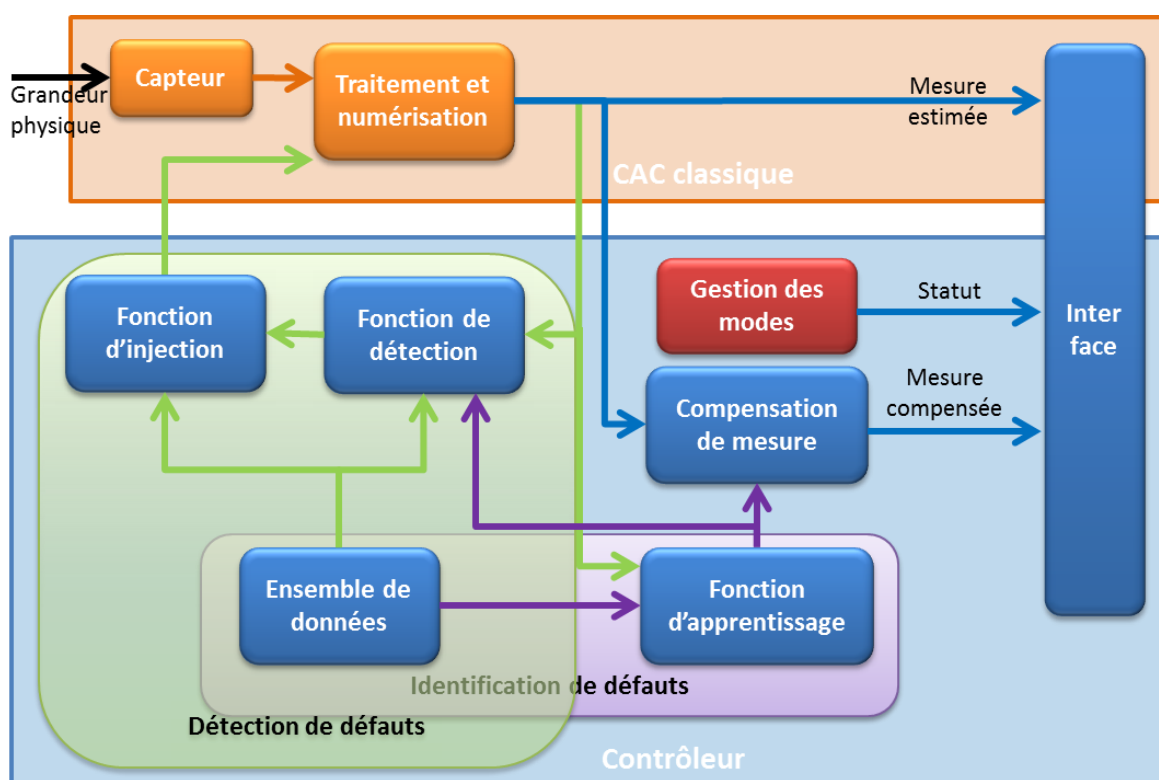 Grandeur
physique
Capteur
Traitement et
numérisation
Mesure
estimée
CAC classique
Fonction
d'injection
Fonction de
détection
Gestion des
modes
Statut
Inter
face
Compensation
de mesure
Mesure
compensée
Ensemble de
données
Fonction
d'apprentissage
Identification de défauts
Détection de défauts
Contrôleur